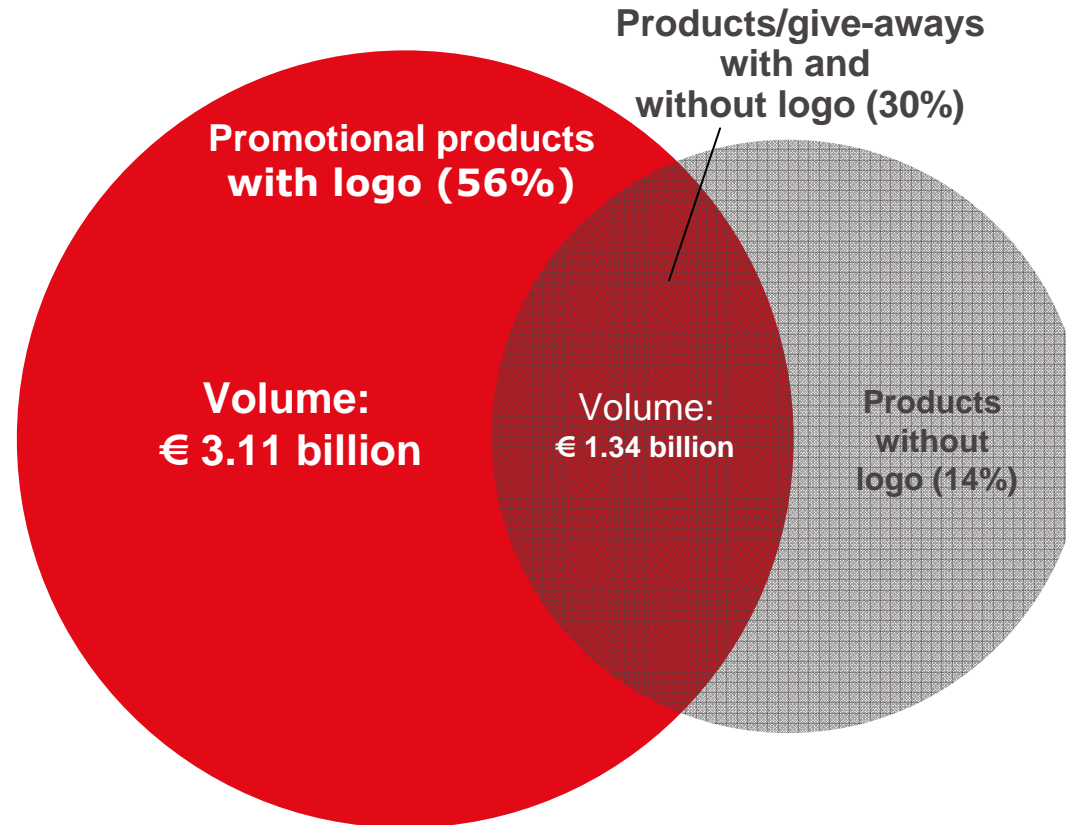 Products/give-aways
with and
without logo (30%)
Promotional products
with logo (56%)
Volume:
€ 3.11 billion
Volume:
€ 1.34 billion
Products
without
logo (14%)